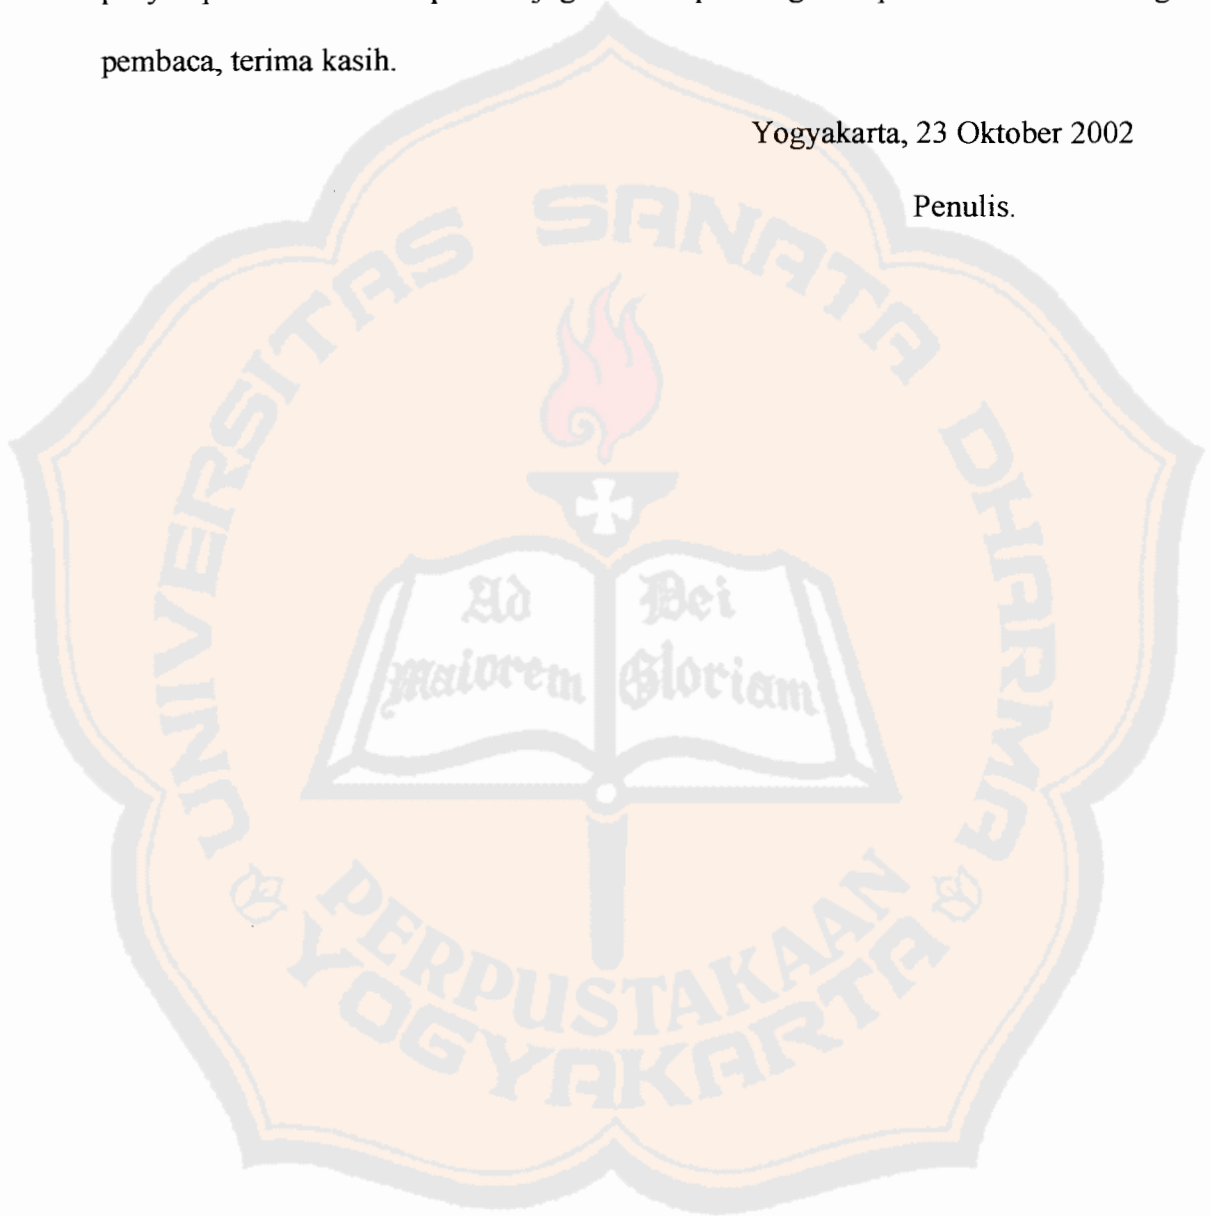 pembaca, terima kasih.
Yogyakarta, 23 Oktober 2002
Penulis.
UNIVERSITAS SANATA DHARMA
Ad Dei
maiorem Gloriam
PERPUSTAKAAN
YOGYAKARTA